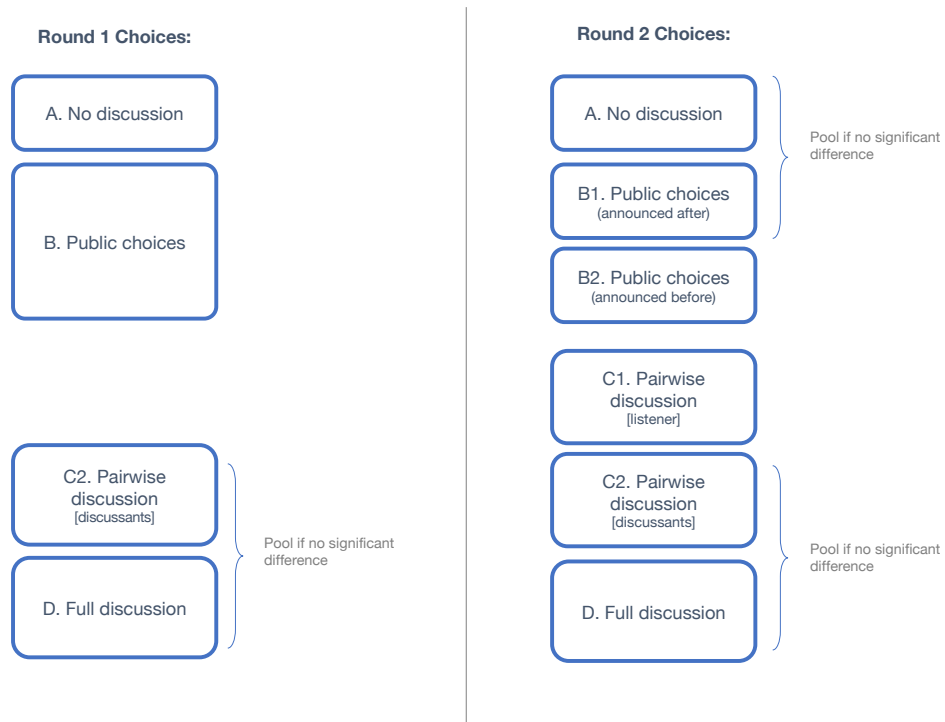 Round 1 Choices:
A. No discussion
B. Public choices
C2. Pairwise
discussion
[discussants]
D. Full discussion
Pool if no significant
difference
Round 2 Choices:
A. No discussion
B1. Public choices
(announced after)
Pool if no significant
difference
B2. Public choices
(announced before)
C1. Pairwise
discussion
[listener]
C2. Pairwise
discussion
[discussants]
D. Full discussion
Pool if no significant
difference